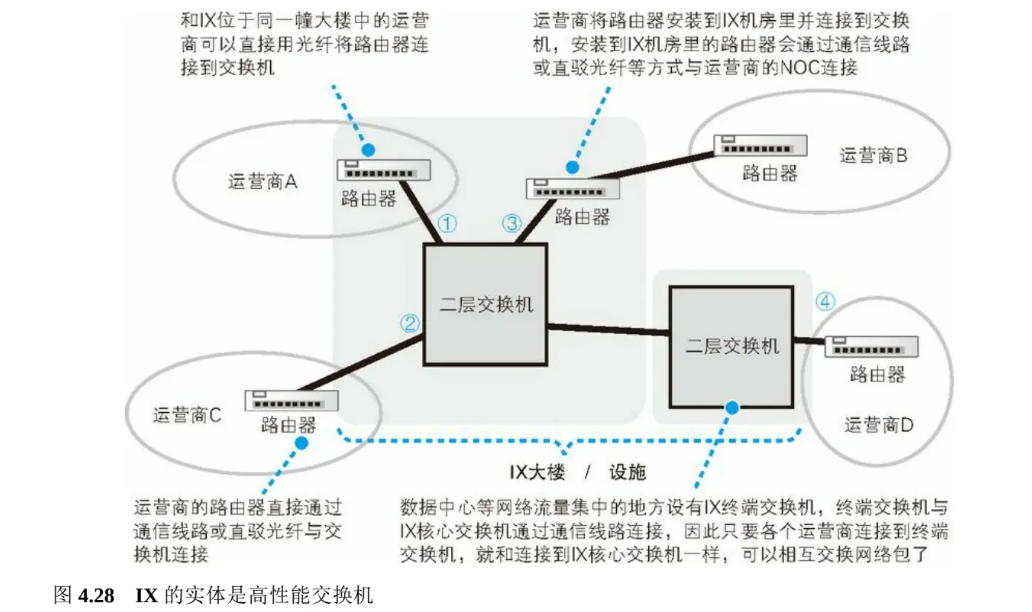 和IX位于同一幢大楼中的运营
商可以直接用光纤将路由器连
接到交换机
运营商将路由器安装到IX机房里并连接到交换
机，安装到IX机房里的路由器会通过通信线路
或直驳光纤等方式与运营商的NOC连接
运营商A
路由器
运营商B
路由器
路由器
①
③
二层交换机
②
④
二层交换机
路由器
运营商C
路由器
运营商D
IX大楼 / 设施
运营商的路由器直接通过
通信线路或直驳光纤与交
换机连接
数据中心等网络流量集中的地方设有IX终端交换机，终端交换机与
IX核心交换机通过通信线路连接，因此只要各个运营商连接到终端
交换机，就和连接到IX核心交换机一样，可以相互交换网络包了
图 4.28 IX 的实体是高性能交换机